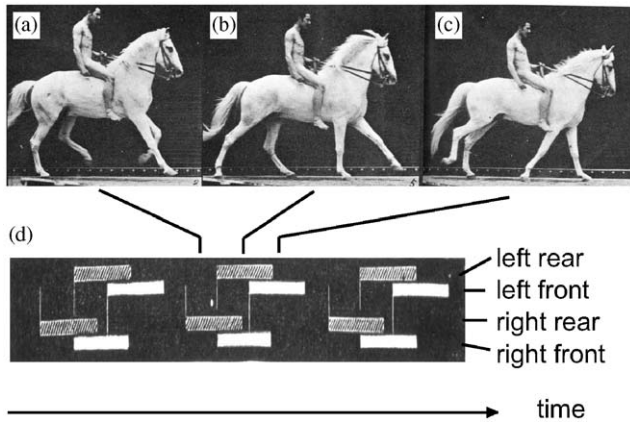 (a)
(b)
(c)
(d)
left rear
left front
right rear
right front
time